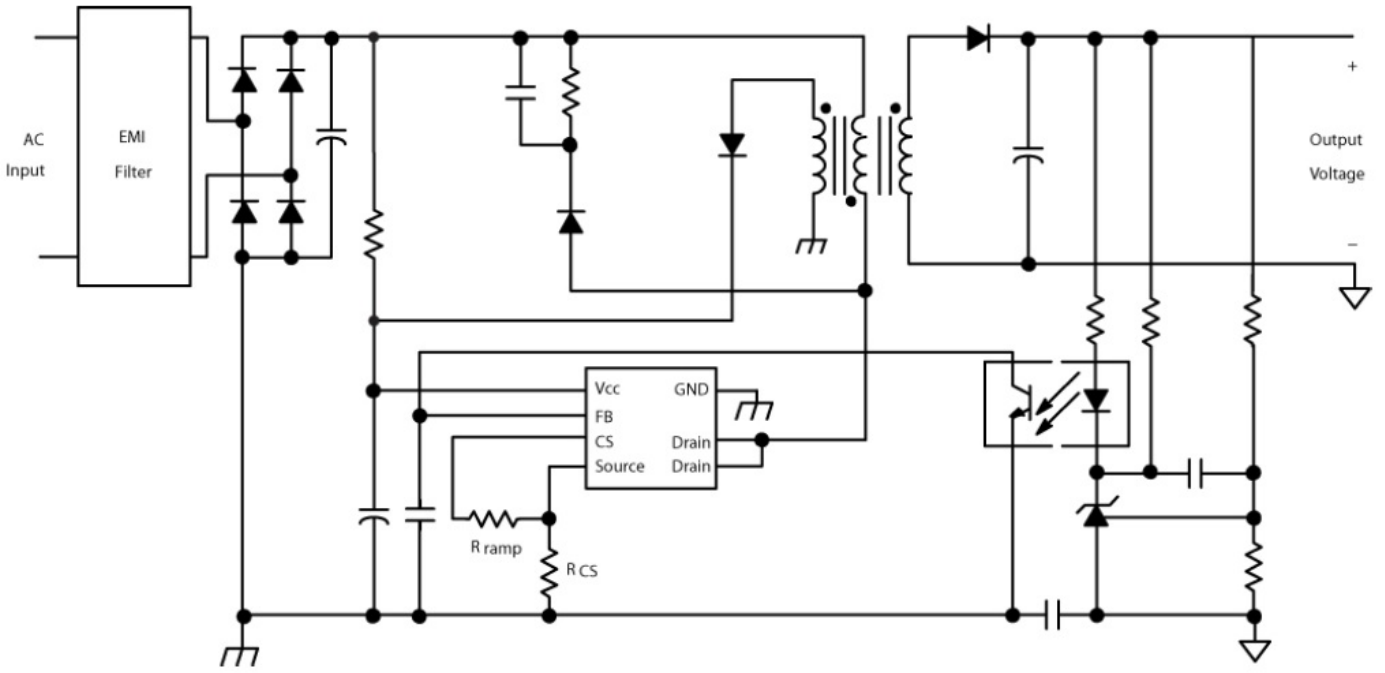 AC
Input
EMI
Filter
+
Output
Voltage
–
Vcc
GND
FB
CS
Drain
Source
Drain
R ramp
R CS